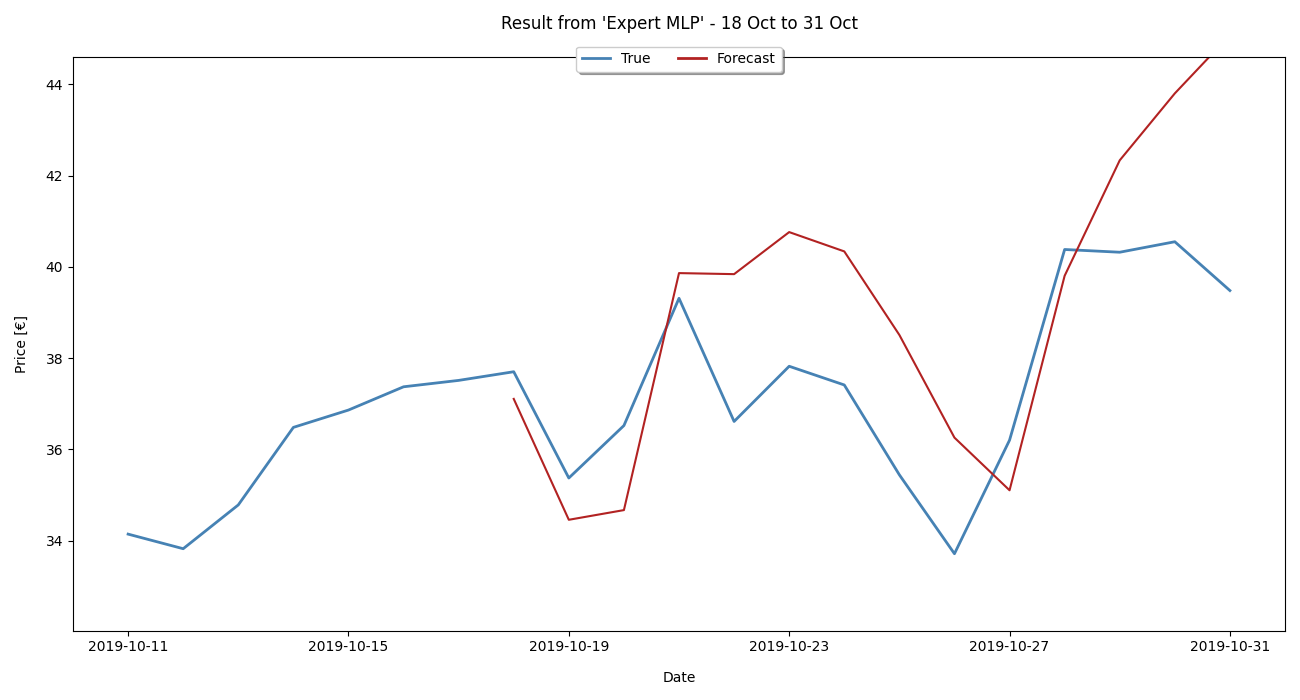 Result from 'Expert MLP' - 18 Oct to 31 Oct
True Forecast
44
42
40
38
36
34
Price [€]
2019-10-11 2019-10-15 2019-10-19 2019-10-23 2019-10-27 2019-10-31
Date